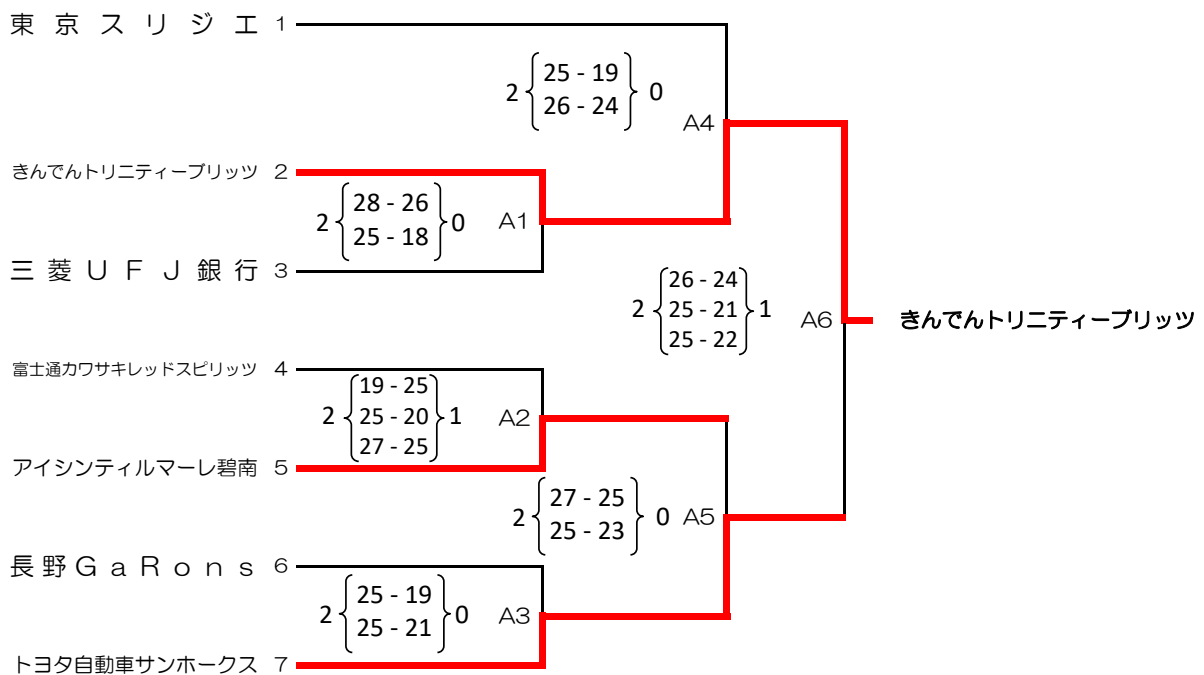 東京スリジエ 1
25 - 19
2 0
26 - 24
A4
きんでんトリニティーブリッツ 2
28 - 26
2 0 A1
25 - 18
三菱UFJ銀行 3
26 - 24
2 25 - 21 1 A6 きんでんトリニティーブリッツ
25 - 22
富士通カワサキレッドスピリッツ 4
19 - 25
2 25 - 20 1 A2
27 - 25
アイシンティルマーレ碧南 5
27 - 25
2 0 A5
25 - 23
長野GaRons 6
25 - 19
2 0 A3
25 - 21
トヨタ自動車サンホークス 7